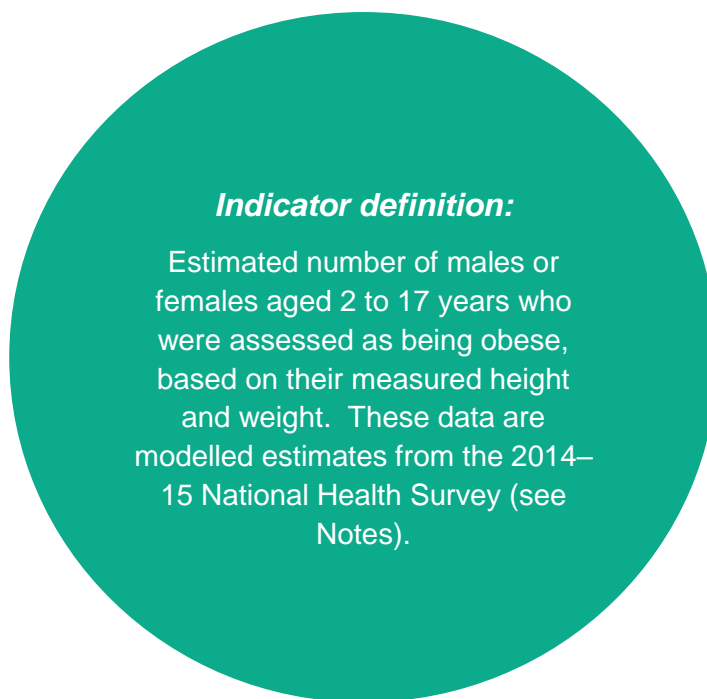 Indicator definition:
Estimated number of males or
females aged 2 to 17 years who
were assessed as being obese,
based on their measured height
and weight.  These data are
modelled estimates from the 2014–
15 National Health Survey (see
Notes).